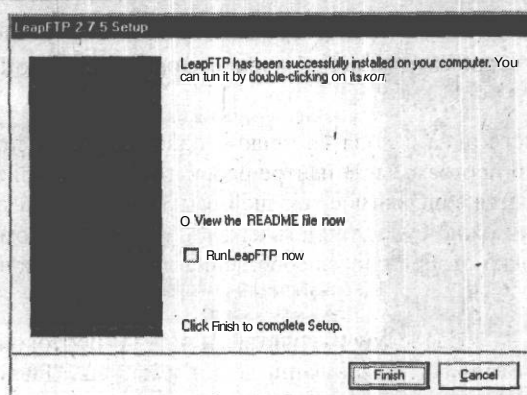 LeapFTP 2.7.5 Setup
LeapFTP has been successfully installed on your computer. You
can tun it by double-clicking on its коп.
O View the README file now
RunLeapFTP now
Click Finish to complete Setup.
Finish
Cancel